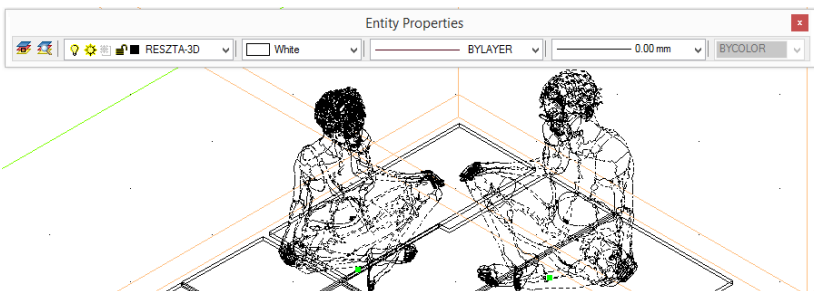 Entity Properties
x
RESZTA-3D White BYLAYER 0.00 mm BYCOLOR